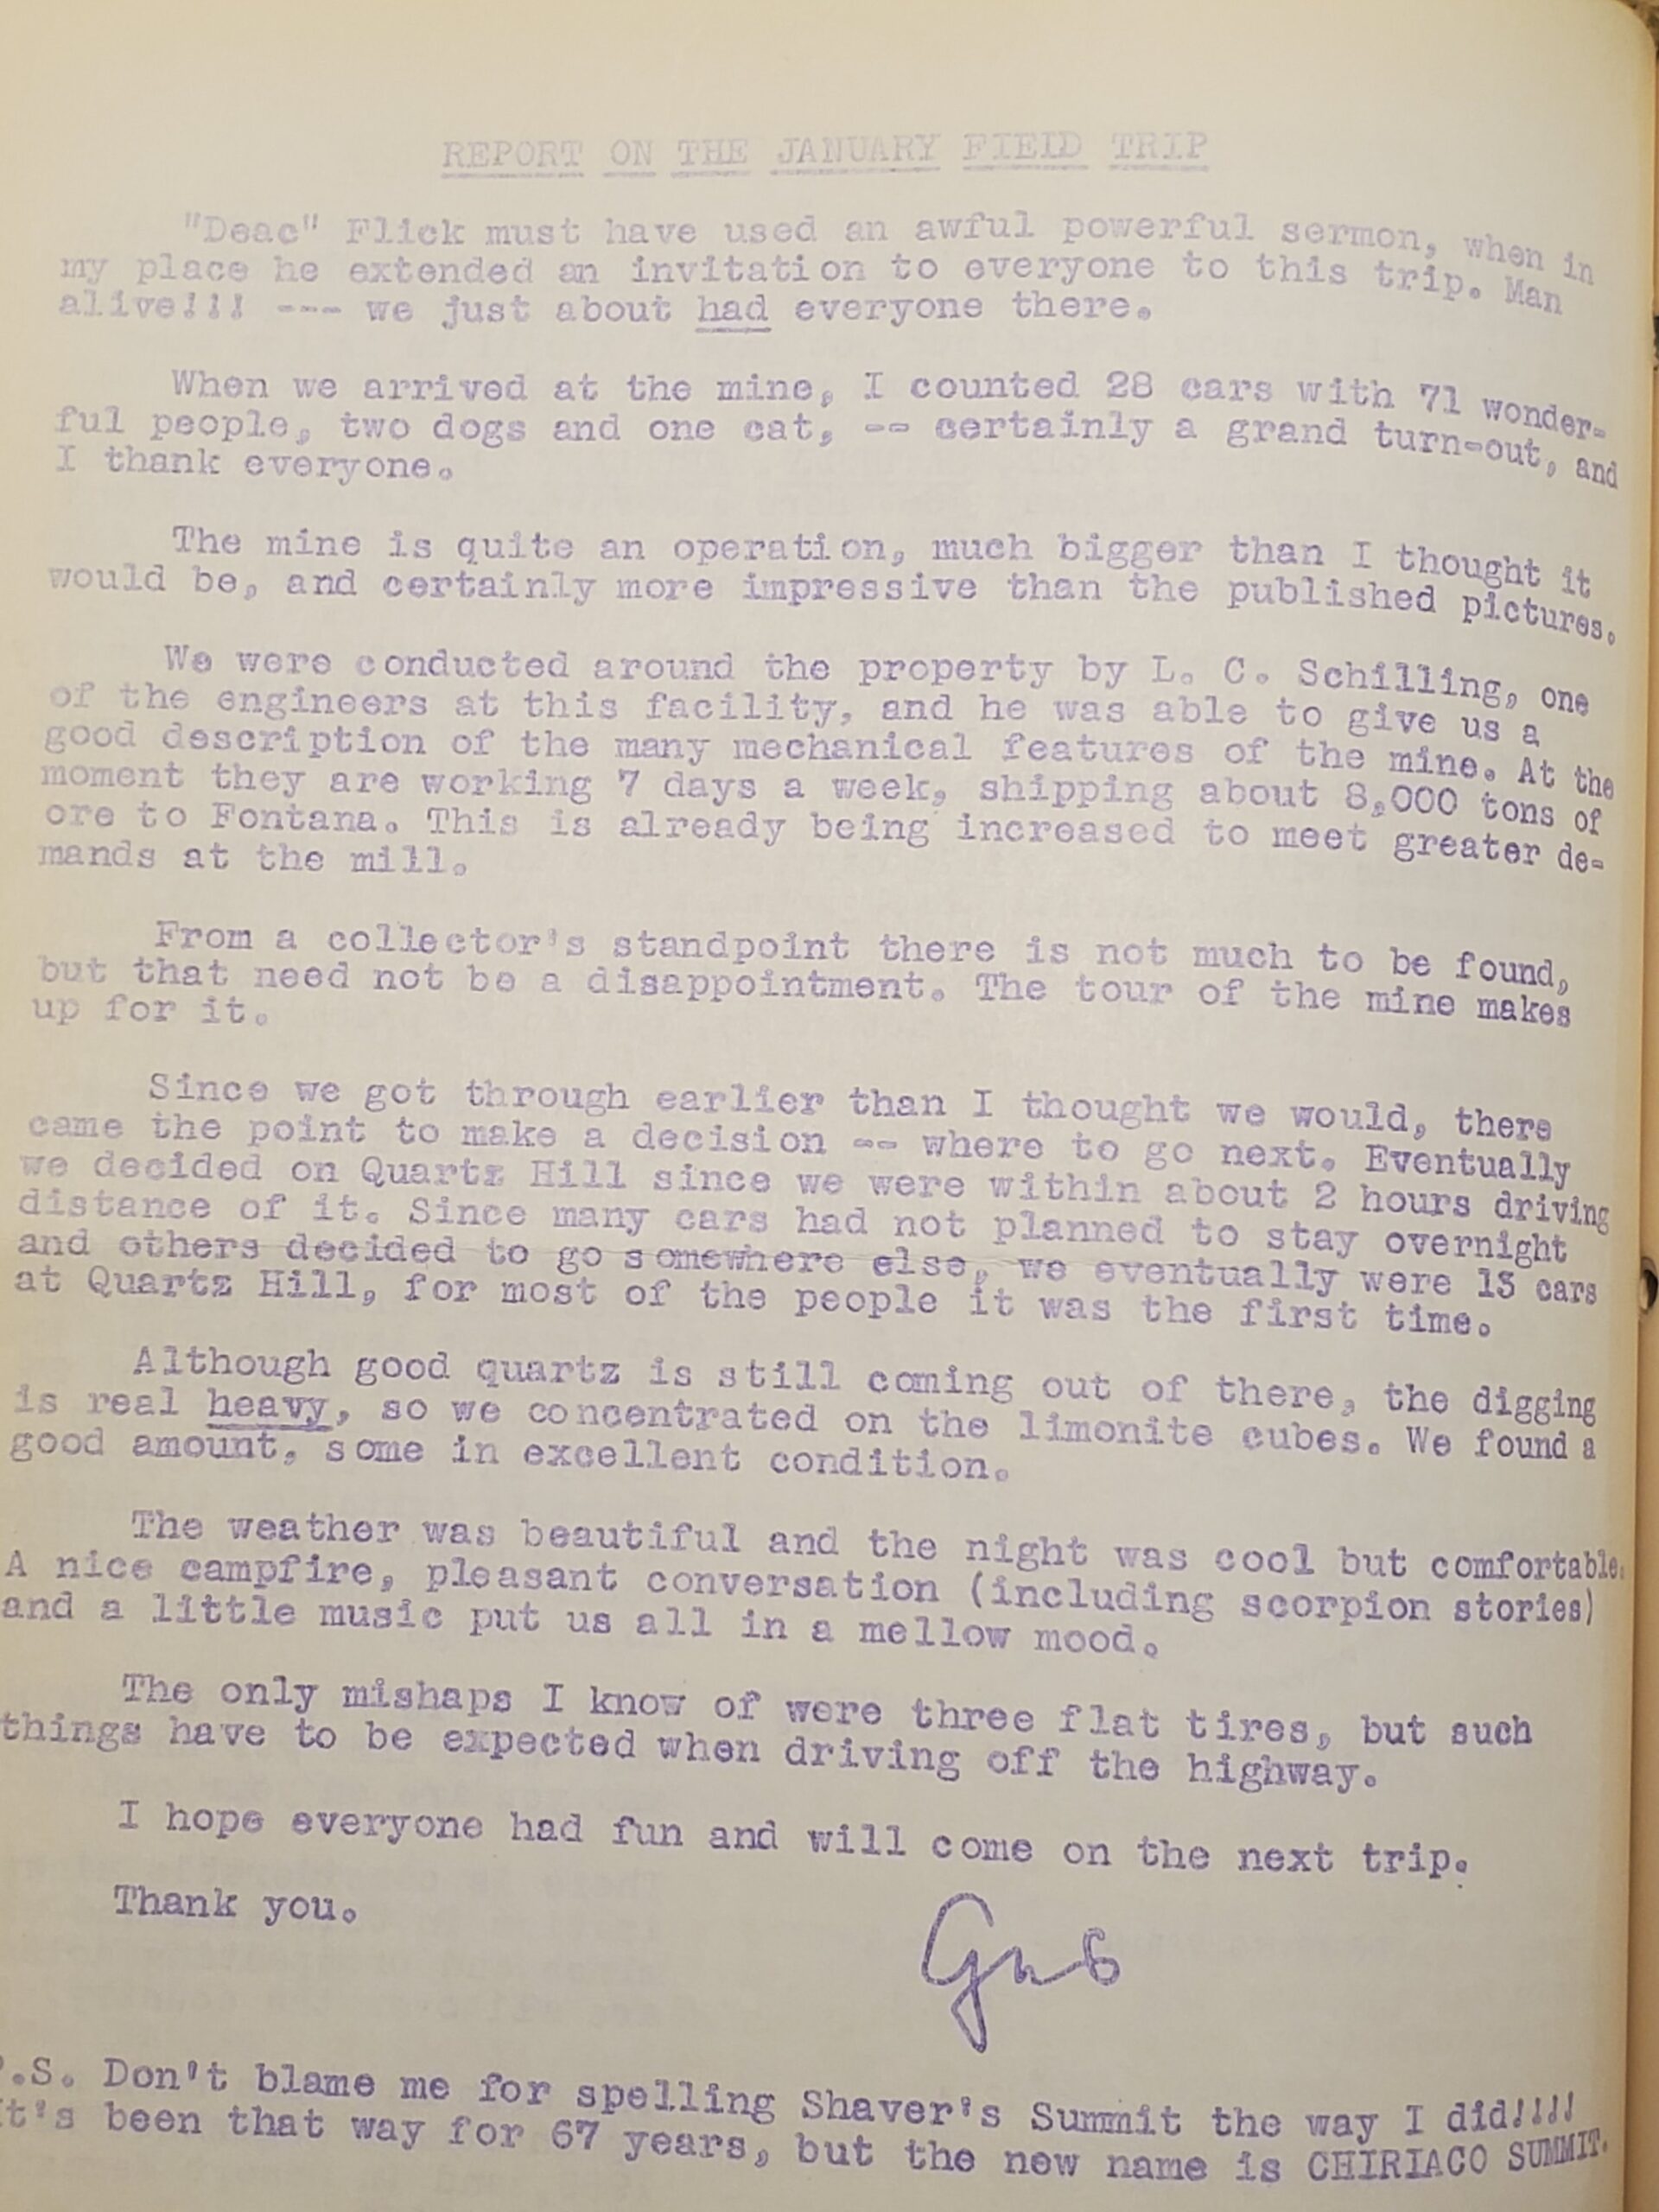 REPORT ON THE JANUARY FIELD TRIP
"Deac" Flick must have used an awful powerful sermon, when in
my place he extended an invitation to everyone to this trip. Man
alive!!! --- we just about had everyone there.
When we arrived at the mine, I counted 28 cars with 71 wonder-
ful people, two dogs and one cat, -- certainly a grand turn-out, and
I thank everyone.
The mine is quite an operation, much bigger than I thought it
would be, and certainly more impressive than the published pictures.
We were conducted around the property by L. C. Schilling, one
of the engineers at this facility, and he was able to give us a
good description of the many mechanical features of the mine. At the
moment they are working 7 days a week, shipping about 8,000 tons of
ore to Fontana. This is already being increased to meet greater de-
mands at the mill.
From a collector's standpoint there is not much to be found,
but that need not be a disappointment. The tour of the mine makes
up for it.
Since we got through earlier than I thought we would, there
came the point to make a decision -- where to go next. Eventually
we decided on Quartz Hill since we were within about 2 hours driving
distance of it. Since many cars had not planned to stay overnight
and others decided to go somewhere else, we eventually were 13 cars
at Quartz Hill, for most of the people it was the first time.
Although good quartz is still coming out of there, the digging
is real heavy, so we concentrated on the limonite cubes. We found a
good amount, some in excellent condition.
The weather was beautiful and the night was cool but comfortable.
A nice campfire, pleasant conversation (including scorpion stories)
and a little music put us all in a mellow mood.
The only mishaps I know of were three flat tires, but such
things have to be expected when driving off the highway.
I hope everyone had fun and will come on the next trip.
Thank you.
Gus
P.S. Don't blame me for spelling Shaver's Summit the way I did!!!!
It's been that way for 67 years, but the new name is CHIRIACO SUMMIT.